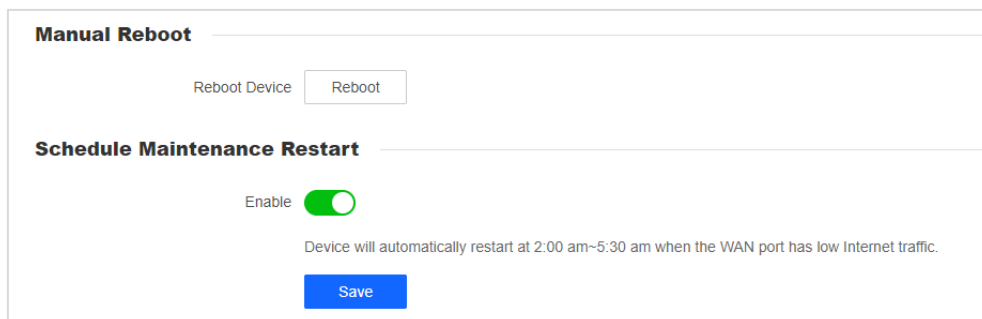 Manual Reboot
Reboot Device Reboot
Schedule Maintenance Restart
Enable
Device will automatically restart at 2:00 am~5:30 am when the WAN port has low Internet traffic.
Save